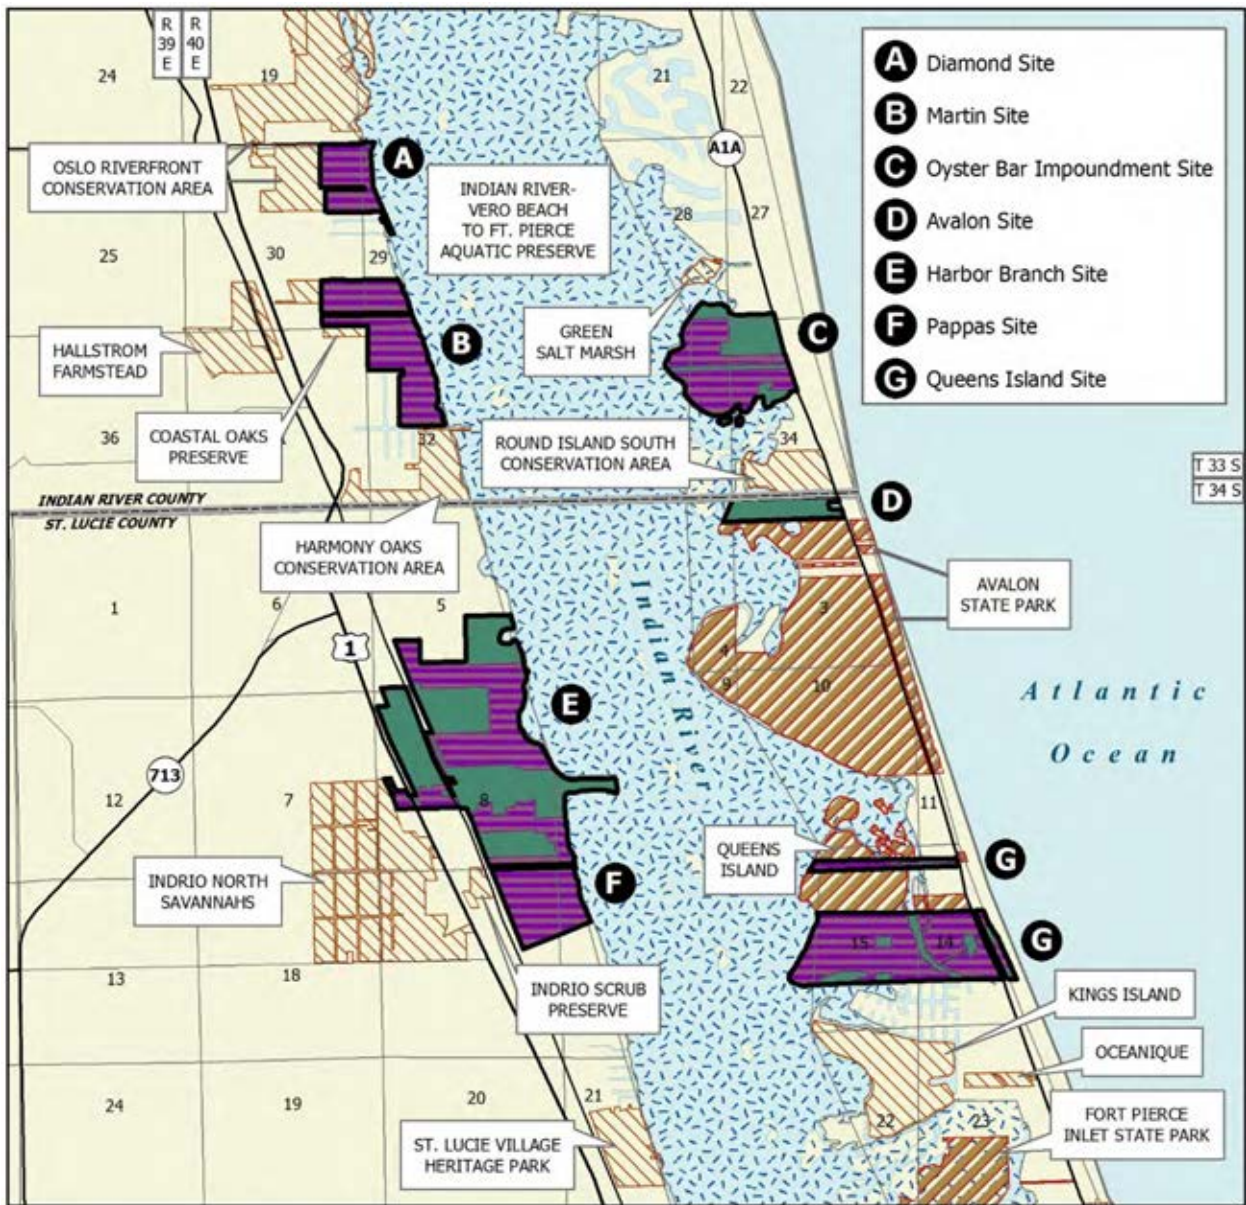 R
39
E
R
40
E
24
19
21
22
A1A
A
A Diamond Site
B Martin Site
C Oyster Bar Impoundment Site
D Avalon Site
E Harbor Branch Site
F Pappas Site
G Queens Island Site
OSLO RIVERFRONT
CONSERVATION AREA
INDIAN RIVER-
VERO BEACH
TO FT. PIERCE
AQUATIC PRESERVE
28
27
25
30
29
GREEN
SALT MARSH
C
B
HALLSTROM
FARMSTEAD
COASTAL OAKS
PRESERVE
36
32
ROUND ISLAND SOUTH
CONSERVATION AREA
34
T 33 S
T 34 S
INDIAN RIVER COUNTY
ST. LUCIE COUNTY
D
HARMONY OAKS
CONSERVATION AREA
AVALON
STATE PARK
1
6
5
3
4
9
10
1
Indian River
Atlantic
Ocean
E
713
12
7
8
11
QUEENS
ISLAND
G
INDRIO NORTH
SAVANNAHS
F
15
14
G
13
18
INDRIO SCRUB
PRESERVE
KINGS ISLAND
OCEANIQUE
24
19
20
21
22
23
FORT PIERCE
INLET STATE PARK
ST. LUCIE VILLAGE
HERITAGE PARK